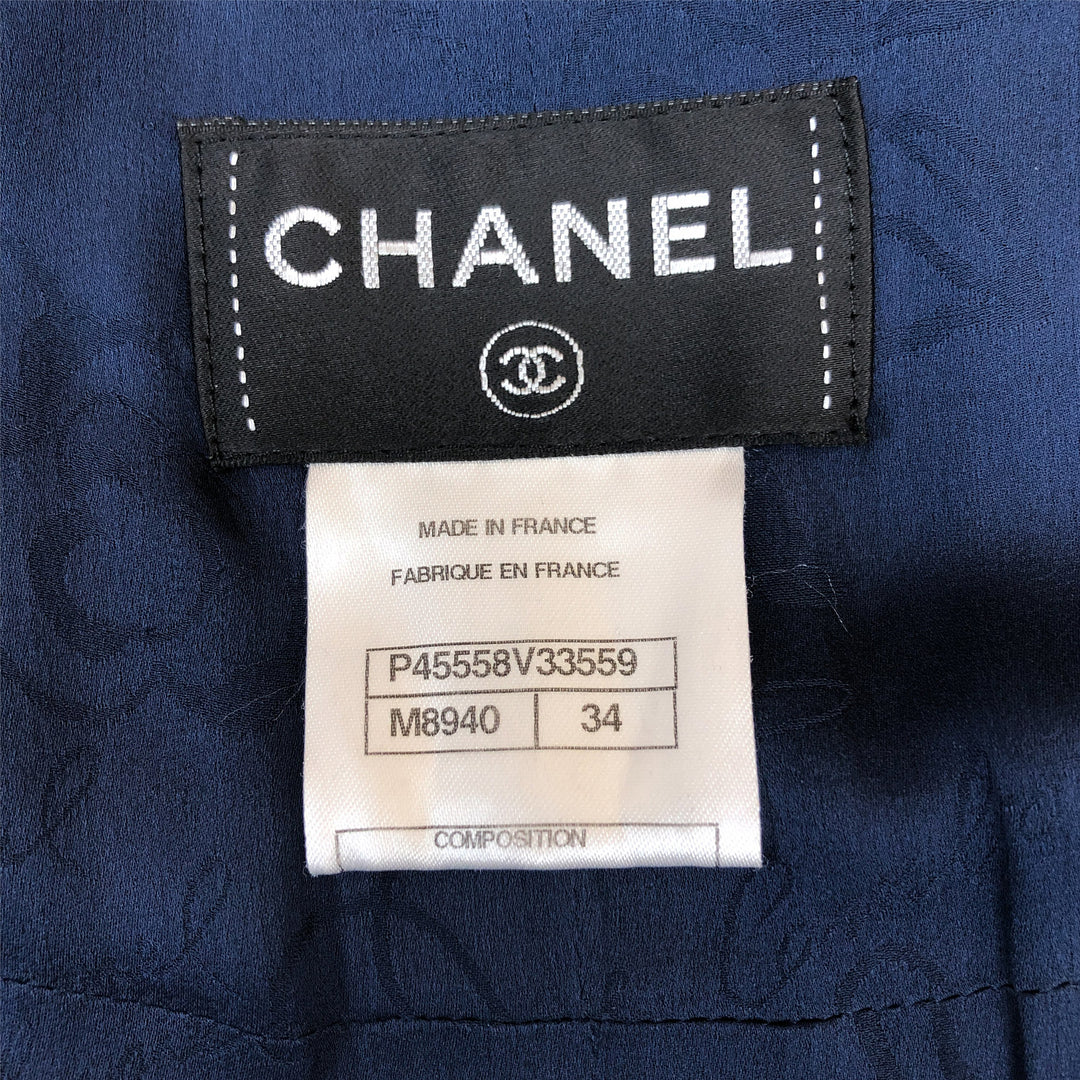 CHANEL
MADE IN FRANCE
FABRIQUE EN FRANCE
P45558V33559
M8940 34
COMPOSITION